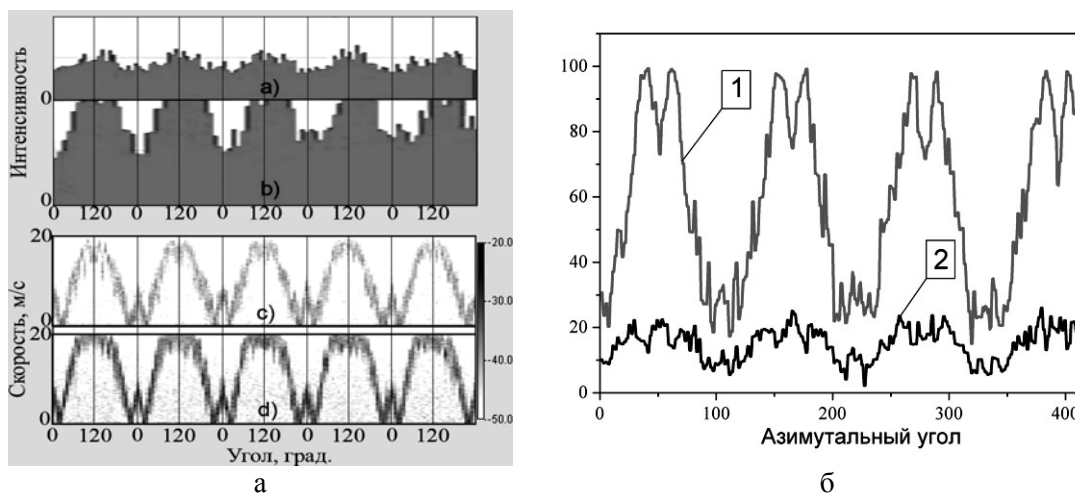 Интенсивность
0
a)
0
b)
0 120 0 120 0 120 0 120 0 120
Скорость, м/с
20
0
c)
20
0
d)
-20.0
-30.0
-40.0
-50.0
0 120 0 120 0 120 0 120 0 120
Угол, град.
а
100
80
60
40
20
0
1
2
0 100 200 300 400
Азимутальный угол
б